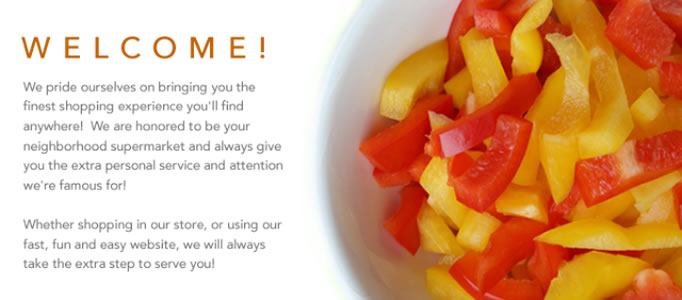 WELCOME!
We pride ourselves on bringing you the
finest shopping experience you'll find
anywhere!  We are honored to be your
neighborhood supermarket and always give
you the extra personal service and attention
we're famous for!
Whether shopping in our store, or using our
fast, fun and easy website, we will always
take the extra step to serve you!